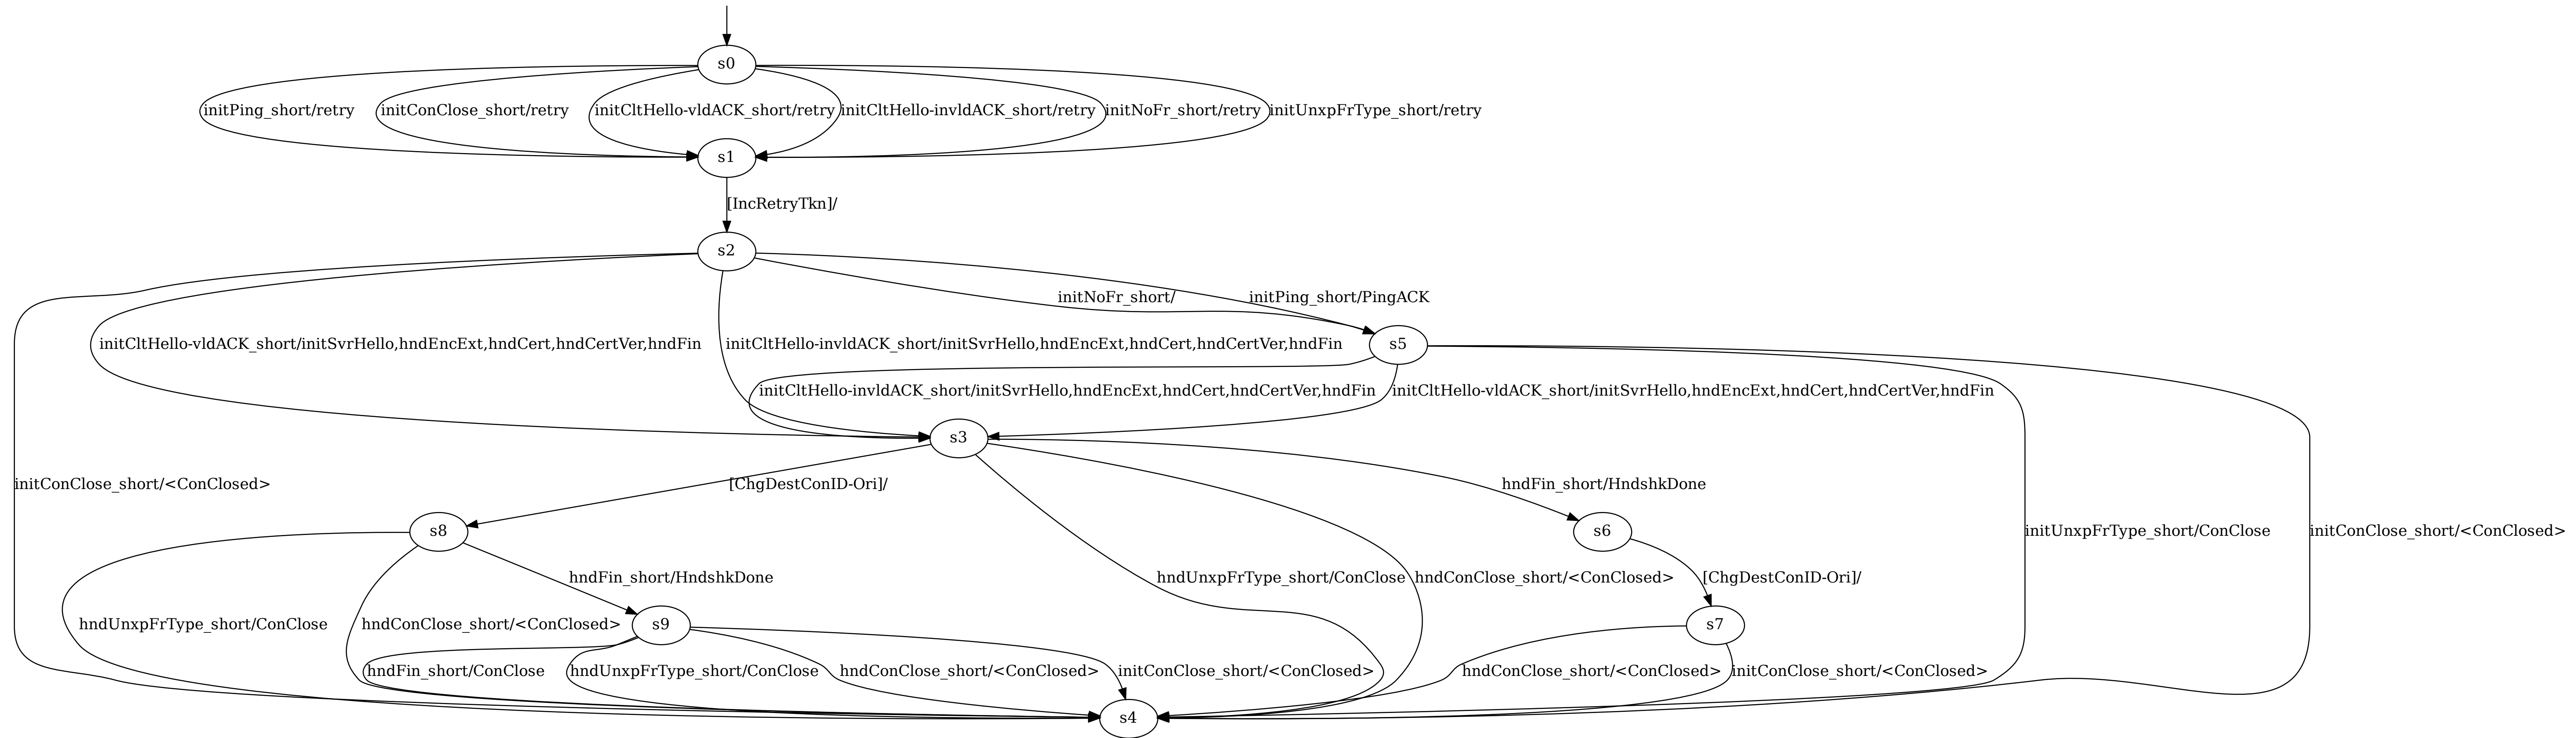 s0
initPing_short/retry
initConClose_short/retry
initCltHello-vldACK_short/retry
initCltHello-invldACK_short/retry
initNoFr_short/retry
initUnxpFrType_short/retry
s1
[IncRetryTkn]/
s2
initNoFr_short/
initPing_short/PingACK
initCltHello-vldACK_short/initSvrHello,hndEncExt,hndCert,hndCertVer,hndFin
initCltHello-invldACK_short/initSvrHello,hndEncExt,hndCert,hndCertVer,hndFin
s5
initCltHello-invldACK_short/initSvrHello,hndEncExt,hndCert,hndCertVer,hndFin
initCltHello-vldACK_short/initSvrHello,hndEncExt,hndCert,hndCertVer,hndFin
s3
initConClose_short/<ConClosed>
[ChgDestConID-Ori]/
hndFin_short/HndshkDone
s8
s6
initUnxpFrType_short/ConClose
initConClose_short/<ConClosed>
hndFin_short/HndshkDone
hndUnxpFrType_short/ConClose
hndConClose_short/<ConClosed>
[ChgDestConID-Ori]/
hndUnxpFrType_short/ConClose
hndConClose_short/<ConClosed>
s9
s7
hndFin_short/ConClose
hndUnxpFrType_short/ConClose
hndConClose_short/<ConClosed>
initConClose_short/<ConClosed>
hndConClose_short/<ConClosed>
initConClose_short/<ConClosed>
s4